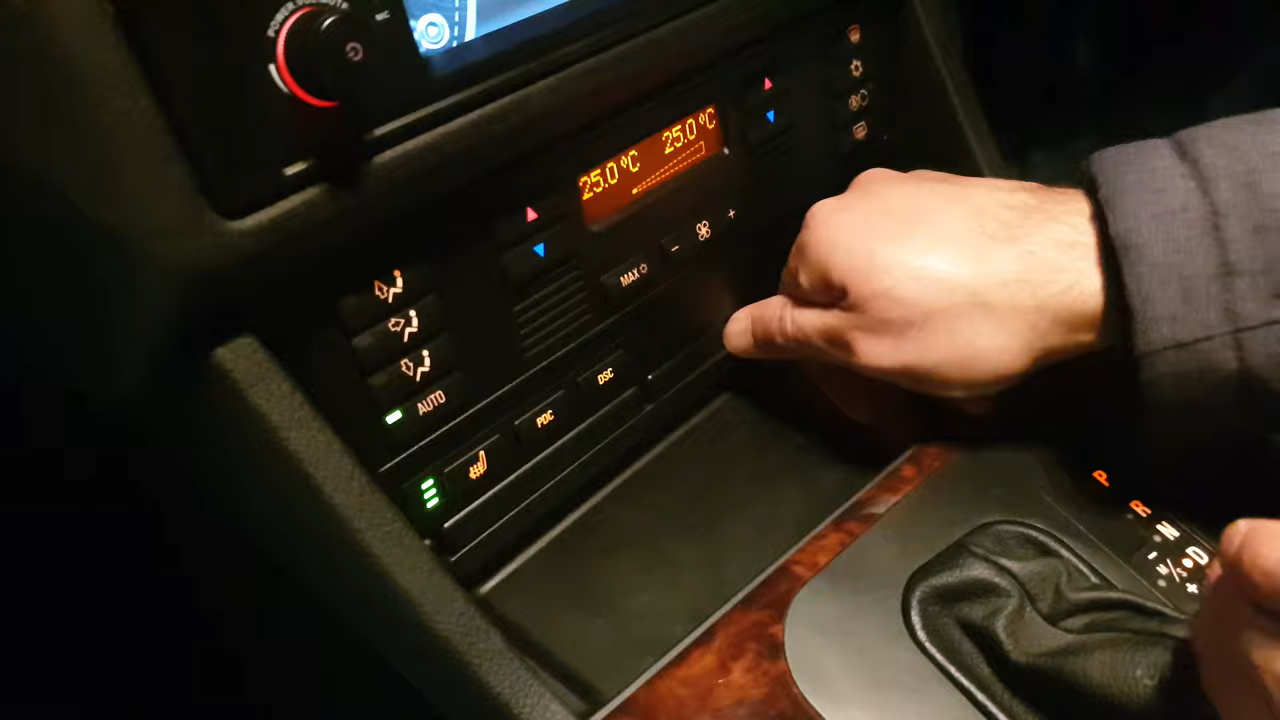 POWER
25.0°C 25.0°C
- +
MAX
AUTO
DSC
PDC
P
R
N
D
M/S
- +